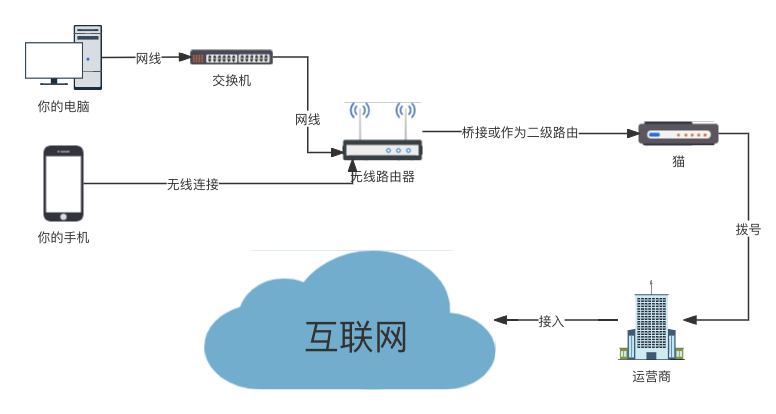 网线
交换机
你的电脑
网线
桥接或作为二级路由
猫
无线路由器
无线连接
你的手机
拨号
互联网
接入
运营商